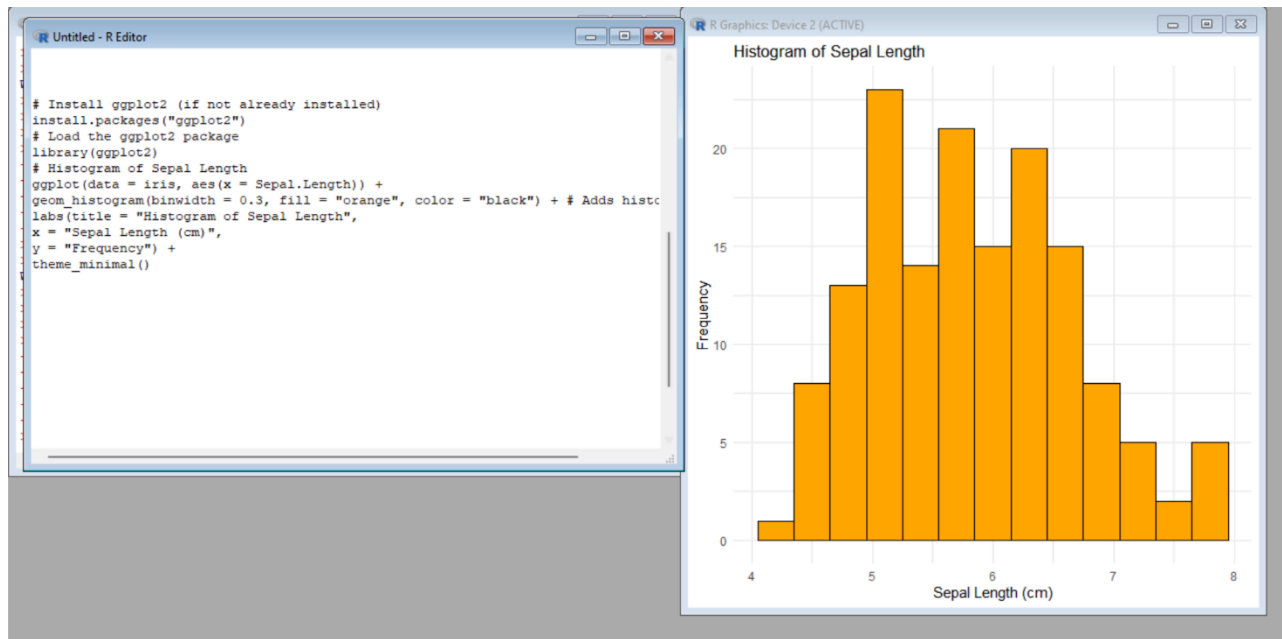 Untitled - R Editor
# Install ggplot2 (if not already installed)
install.packages("ggplot2")
# Load the ggplot2 package
library(ggplot2)
# Histogram of Sepal Length
ggplot(data = iris, aes(x = Sepal.Length)) +
geom_histogram(binwidth = 0.3, fill = "orange", color = "black") + # Adds histo
labs(title = "Histogram of Sepal Length",
x = "Sepal Length (cm)",
y = "Frequency") +
theme_minimal()
R Graphics: Device 2 (ACTIVE)
Histogram of Sepal Length
Frequency
20
15
10
5
0
4 5 6 7 8
Sepal Length (cm)